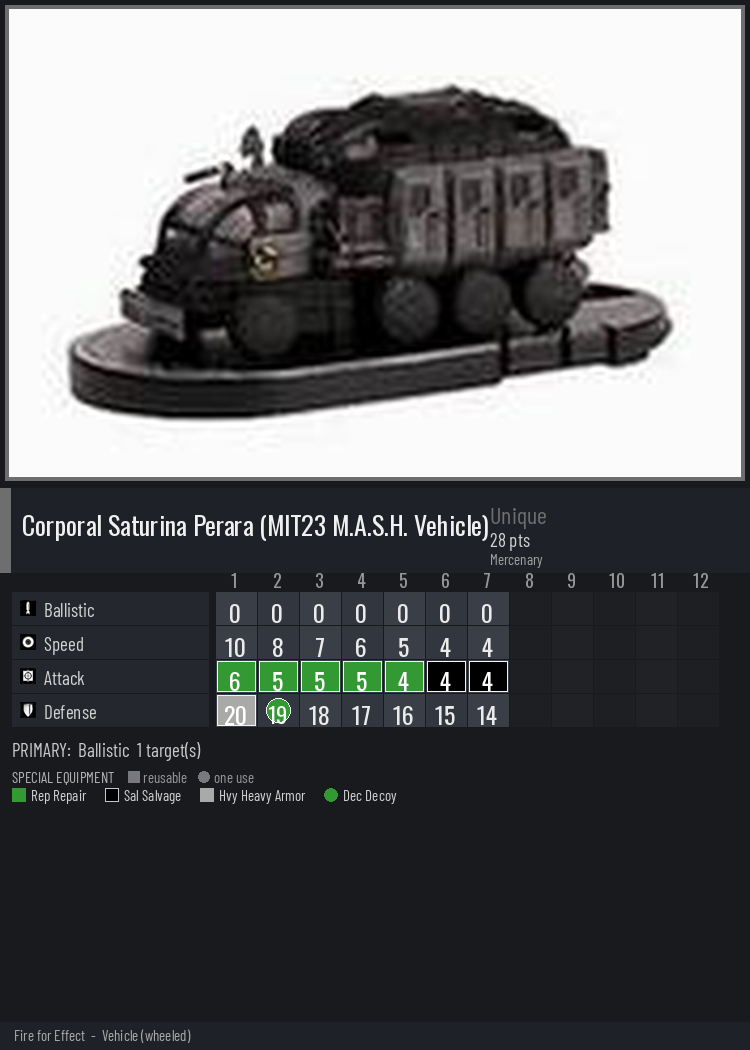 Corporal Saturina Perara (MIT23 M.A.S.H. Vehicle)
Unique
28 pts
Mercenary
1 2 3 4 5 6 7 8 9 10 11 12
Ballistic 0 0 0 0 0 0 0
Speed 10 8 7 6 5 4 4
Attack 6 5 5 5 4 4 4
Defense 20 19 18 17 16 15 14
PRIMARY: Ballistic 1 target(s)
SPECIAL EQUIPMENT reusable one use
Rep Repair Sal Salvage Hvy Heavy Armor Dec Decoy
Fire for Effect - Vehicle (wheeled)